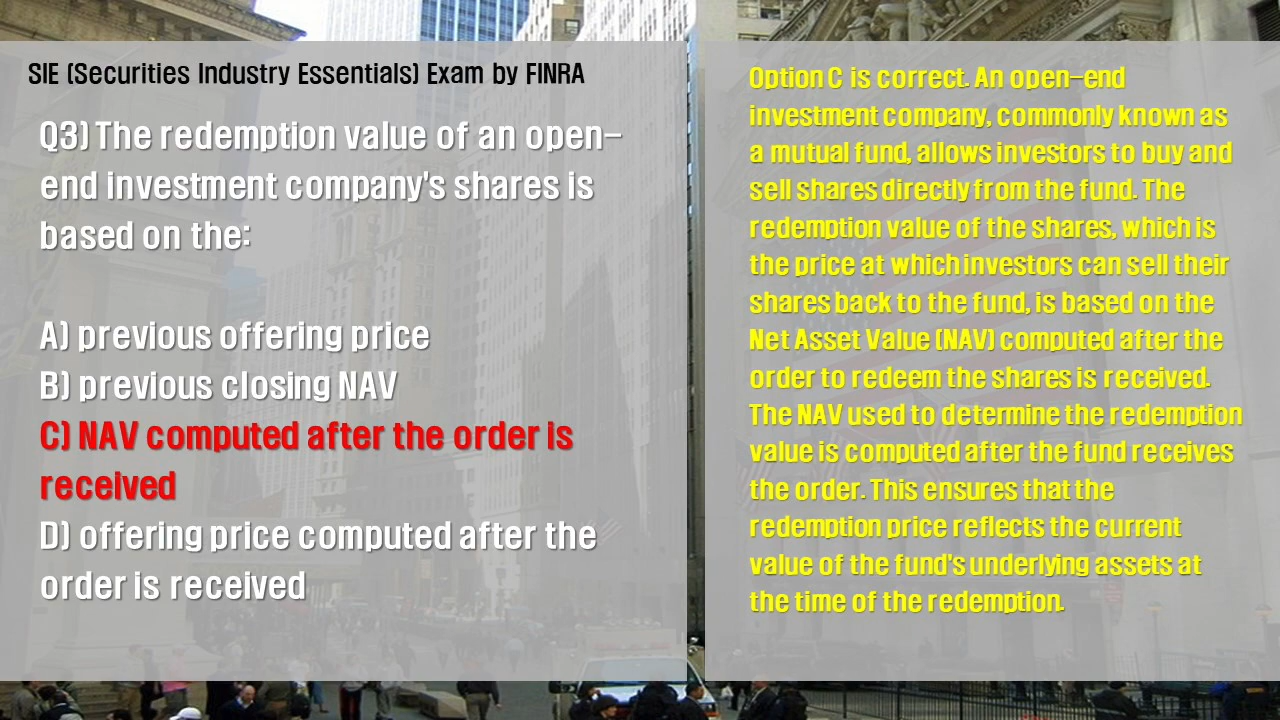 SIE (Securities Industry Essentials) Exam by FINRA
Q3) The redemption value of an open-
end investment company's shares is
based on the:
A) previous offering price
B) previous closing NAV
C) NAV computed after the order is
received
D) offering price computed after the
order is received
Option C is correct. An open-end
investment company, commonly known as
a mutual fund, allows investors to buy and
sell shares directly from the fund. The
redemption value of the shares, which is
the price at which investors can sell their
shares back to the fund, is based on the
Net Asset Value (NAV) computed after the
order to redeem the shares is received.
The NAV used to determine the redemption
value is computed after the fund receives
the order. This ensures that the
redemption price reflects the current
value of the fund's underlying assets at
the time of the redemption.